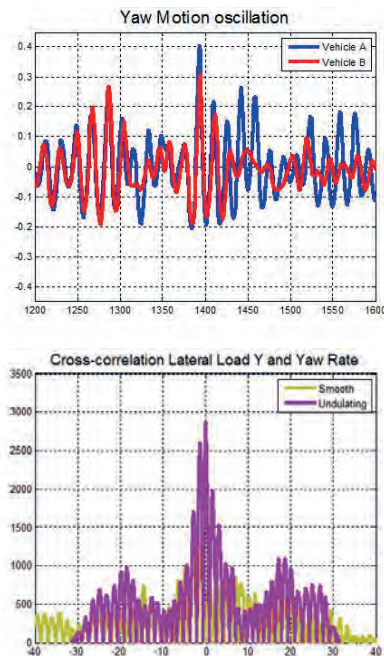 Yaw Motion oscillation
Vehicle A
Vehicle B
0.4
0.3
0.2
0.1
0.0
-0.1
-0.2
-0.3
-0.4
1200 1250 1300 1350 1400 1450 1500 1550 1600
Cross-correlation Lateral Load Y and Yaw Rate
Smooth
Undulating
3500
3000
2500
2000
1500
1000
500
0
-40 -30 -20 -10 0 10 20 30 40